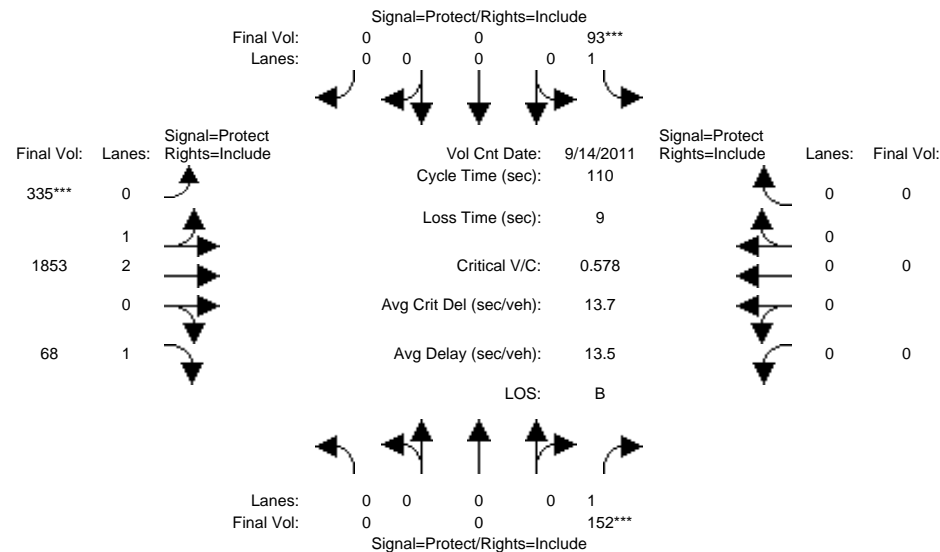 Signal=Protect/Rights=Include
Final Vol: 0 0 93***
Lanes: 0 0 0 0 1
Signal=Protect
Final Vol: Lanes: Rights=Include
Vol Cnt Date: 9/14/2011
Signal=Protect
Rights=Include Lanes: Final Vol:
Cycle Time (sec): 110
335*** 0
0 0
Loss Time (sec): 9
1
0
1853 2
Critical V/C: 0.578
0 0
0
Avg Crit Del (sec/veh): 13.7
0
68 1
Avg Delay (sec/veh): 13.5
0 0
LOS: B
Lanes: 0 0 0 0 1
Final Vol: 0 0 152***
Signal=Protect/Rights=Include